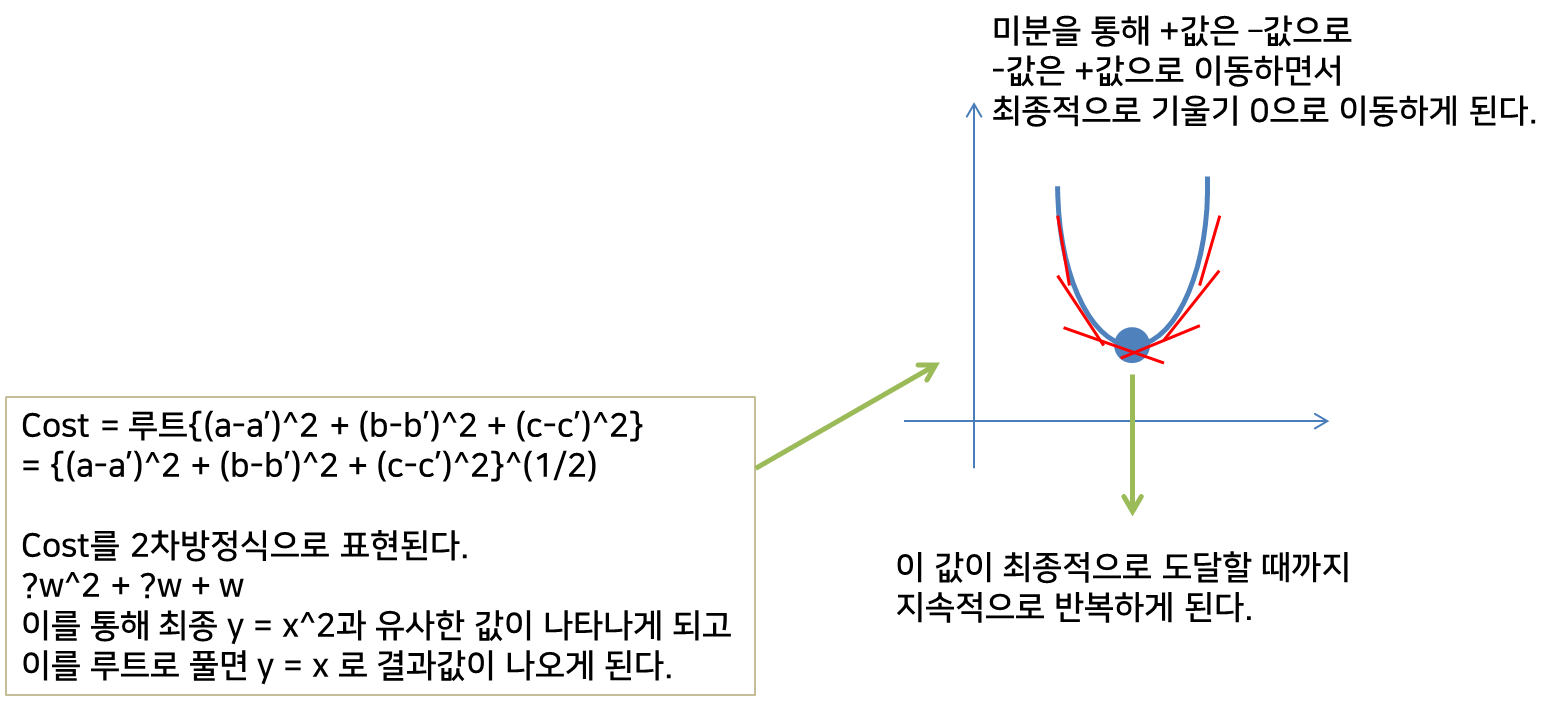 미분을 통해 +값은 –값으로
-값은 +값으로 이동하면서
최종적으로 기울기 0으로 이동하게 된다.
Cost = 루트{(a-a’)^2 + (b-b’)^2 + (c-c’)^2}
= {(a-a’)^2 + (b-b’)^2 + (c-c’)^2}^(1/2)
Cost를 2차방정식으로 표현된다.
?w^2 + ?w + w
이를 통해 최종 y = x^2과 유사한 값이 나타나게 되고
이를 루트로 풀면 y = x 로 결과값이 나오게 된다.
이 값이 최종적으로 도달할 때까지
지속적으로 반복하게 된다.